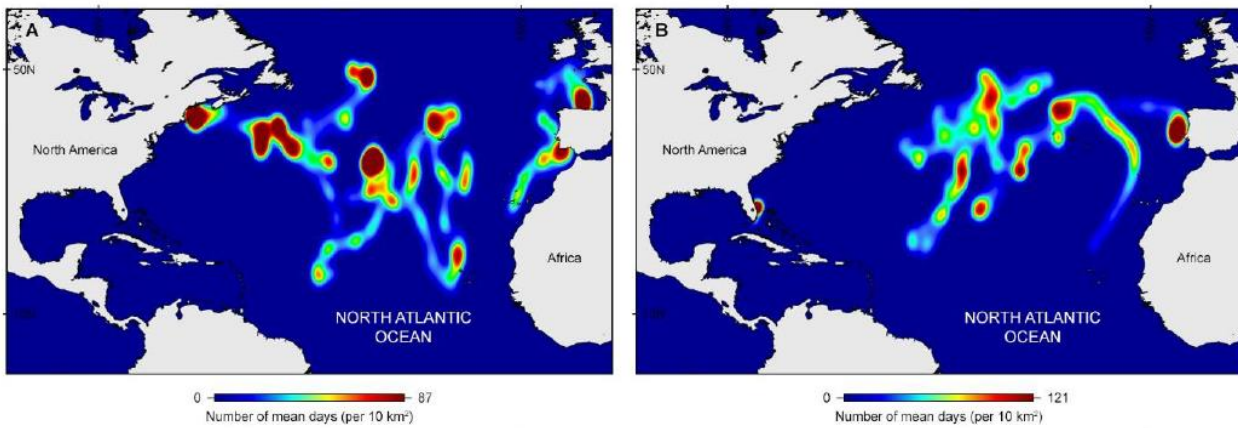 A
50N
North America
Africa
NORTH ATLANTIC
OCEAN
0 87
Number of mean days (per 10 km²)
B
50N
North America
Africa
NORTH ATLANTIC
OCEAN
0 121
Number of mean days (per 10 km²)